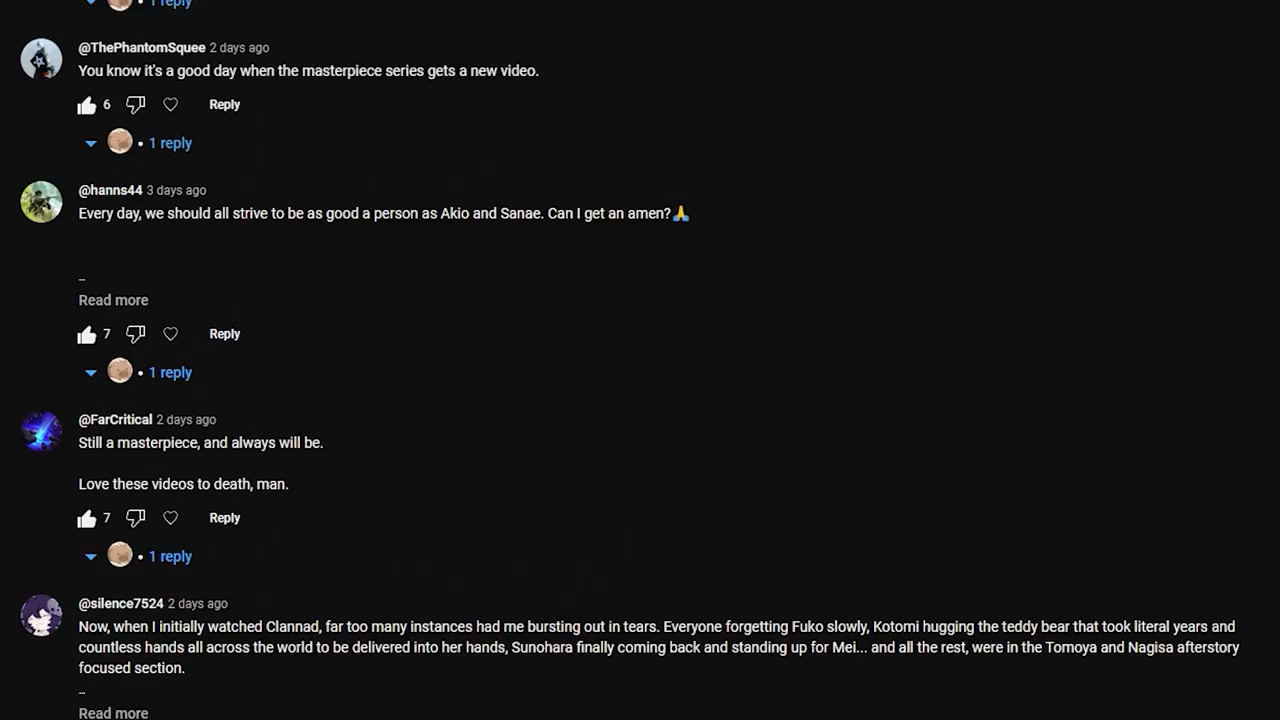 1 reply
@ThePhantomSquee 2 days ago
You know it's a good day when the masterpiece series gets a new video.
6 Reply
• 1 reply
@hanns44 3 days ago
Every day, we should all strive to be as good a person as Akio and Sanae. Can I get an amen?🙏
...
Read more
7 Reply
• 1 reply
@FarCritical 2 days ago
Still a masterpiece, and always will be.
Love these videos to death, man.
7 Reply
• 1 reply
@silence7524 2 days ago
Now, when I initially watched Clannad, far too many instances had me bursting out in tears. Everyone forgetting Fuko slowly, Kotomi hugging the teddy bear that took literal years and
countless hands all across the world to be delivered into her hands, Sunohara finally coming back and standing up for Mei... and all the rest, were in the Tomoya and Nagisa afterstory
focused section.
...
Read more